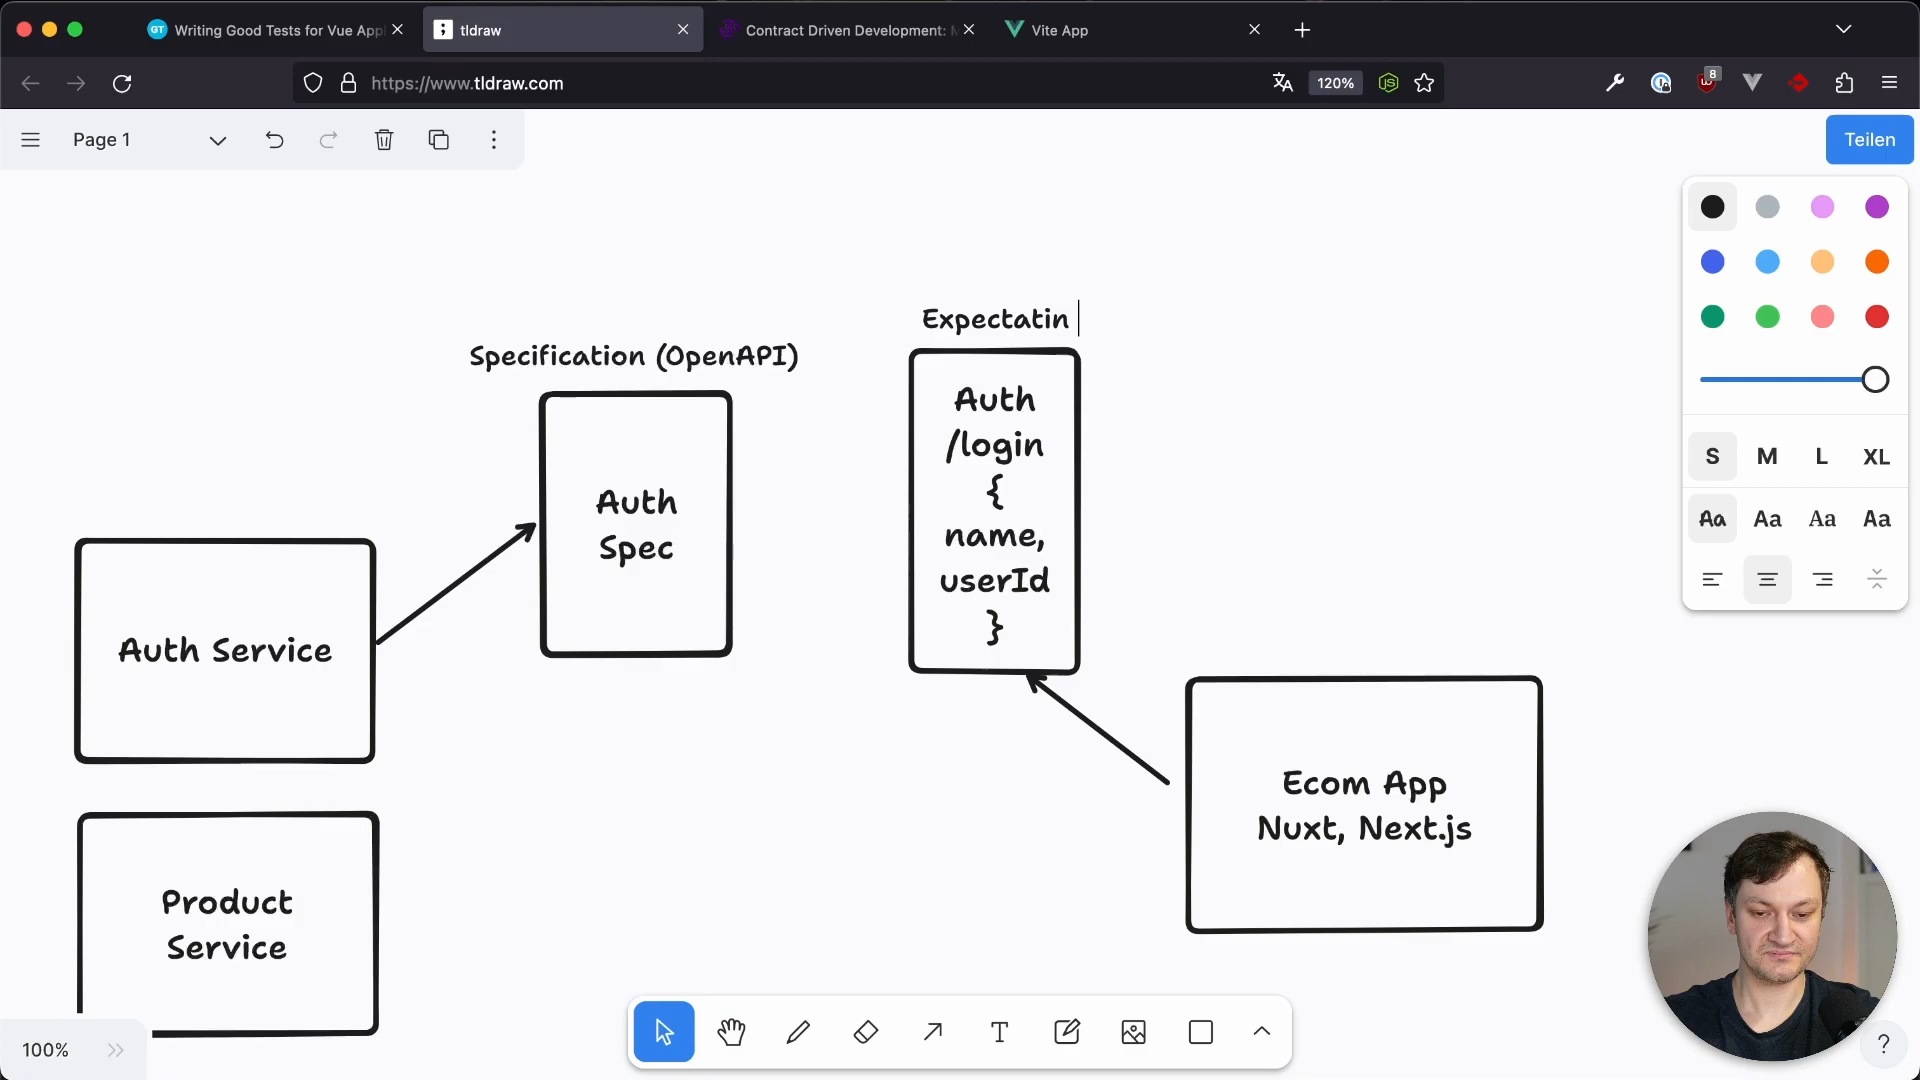 Writing Good Tests for Vue App
tldraw
Contract Driven Development:
Vite App
https://www.tldraw.com
120%
8
Page 1
Teilen
Expectatin
Specification (OpenAPI)
Auth
/login
{
name,
userId
}
Auth
Spec
Auth Service
Ecom App
Nuxt, Next.js
Product
Service
S M L XL
Aa Aa Aa Aa
100%
?